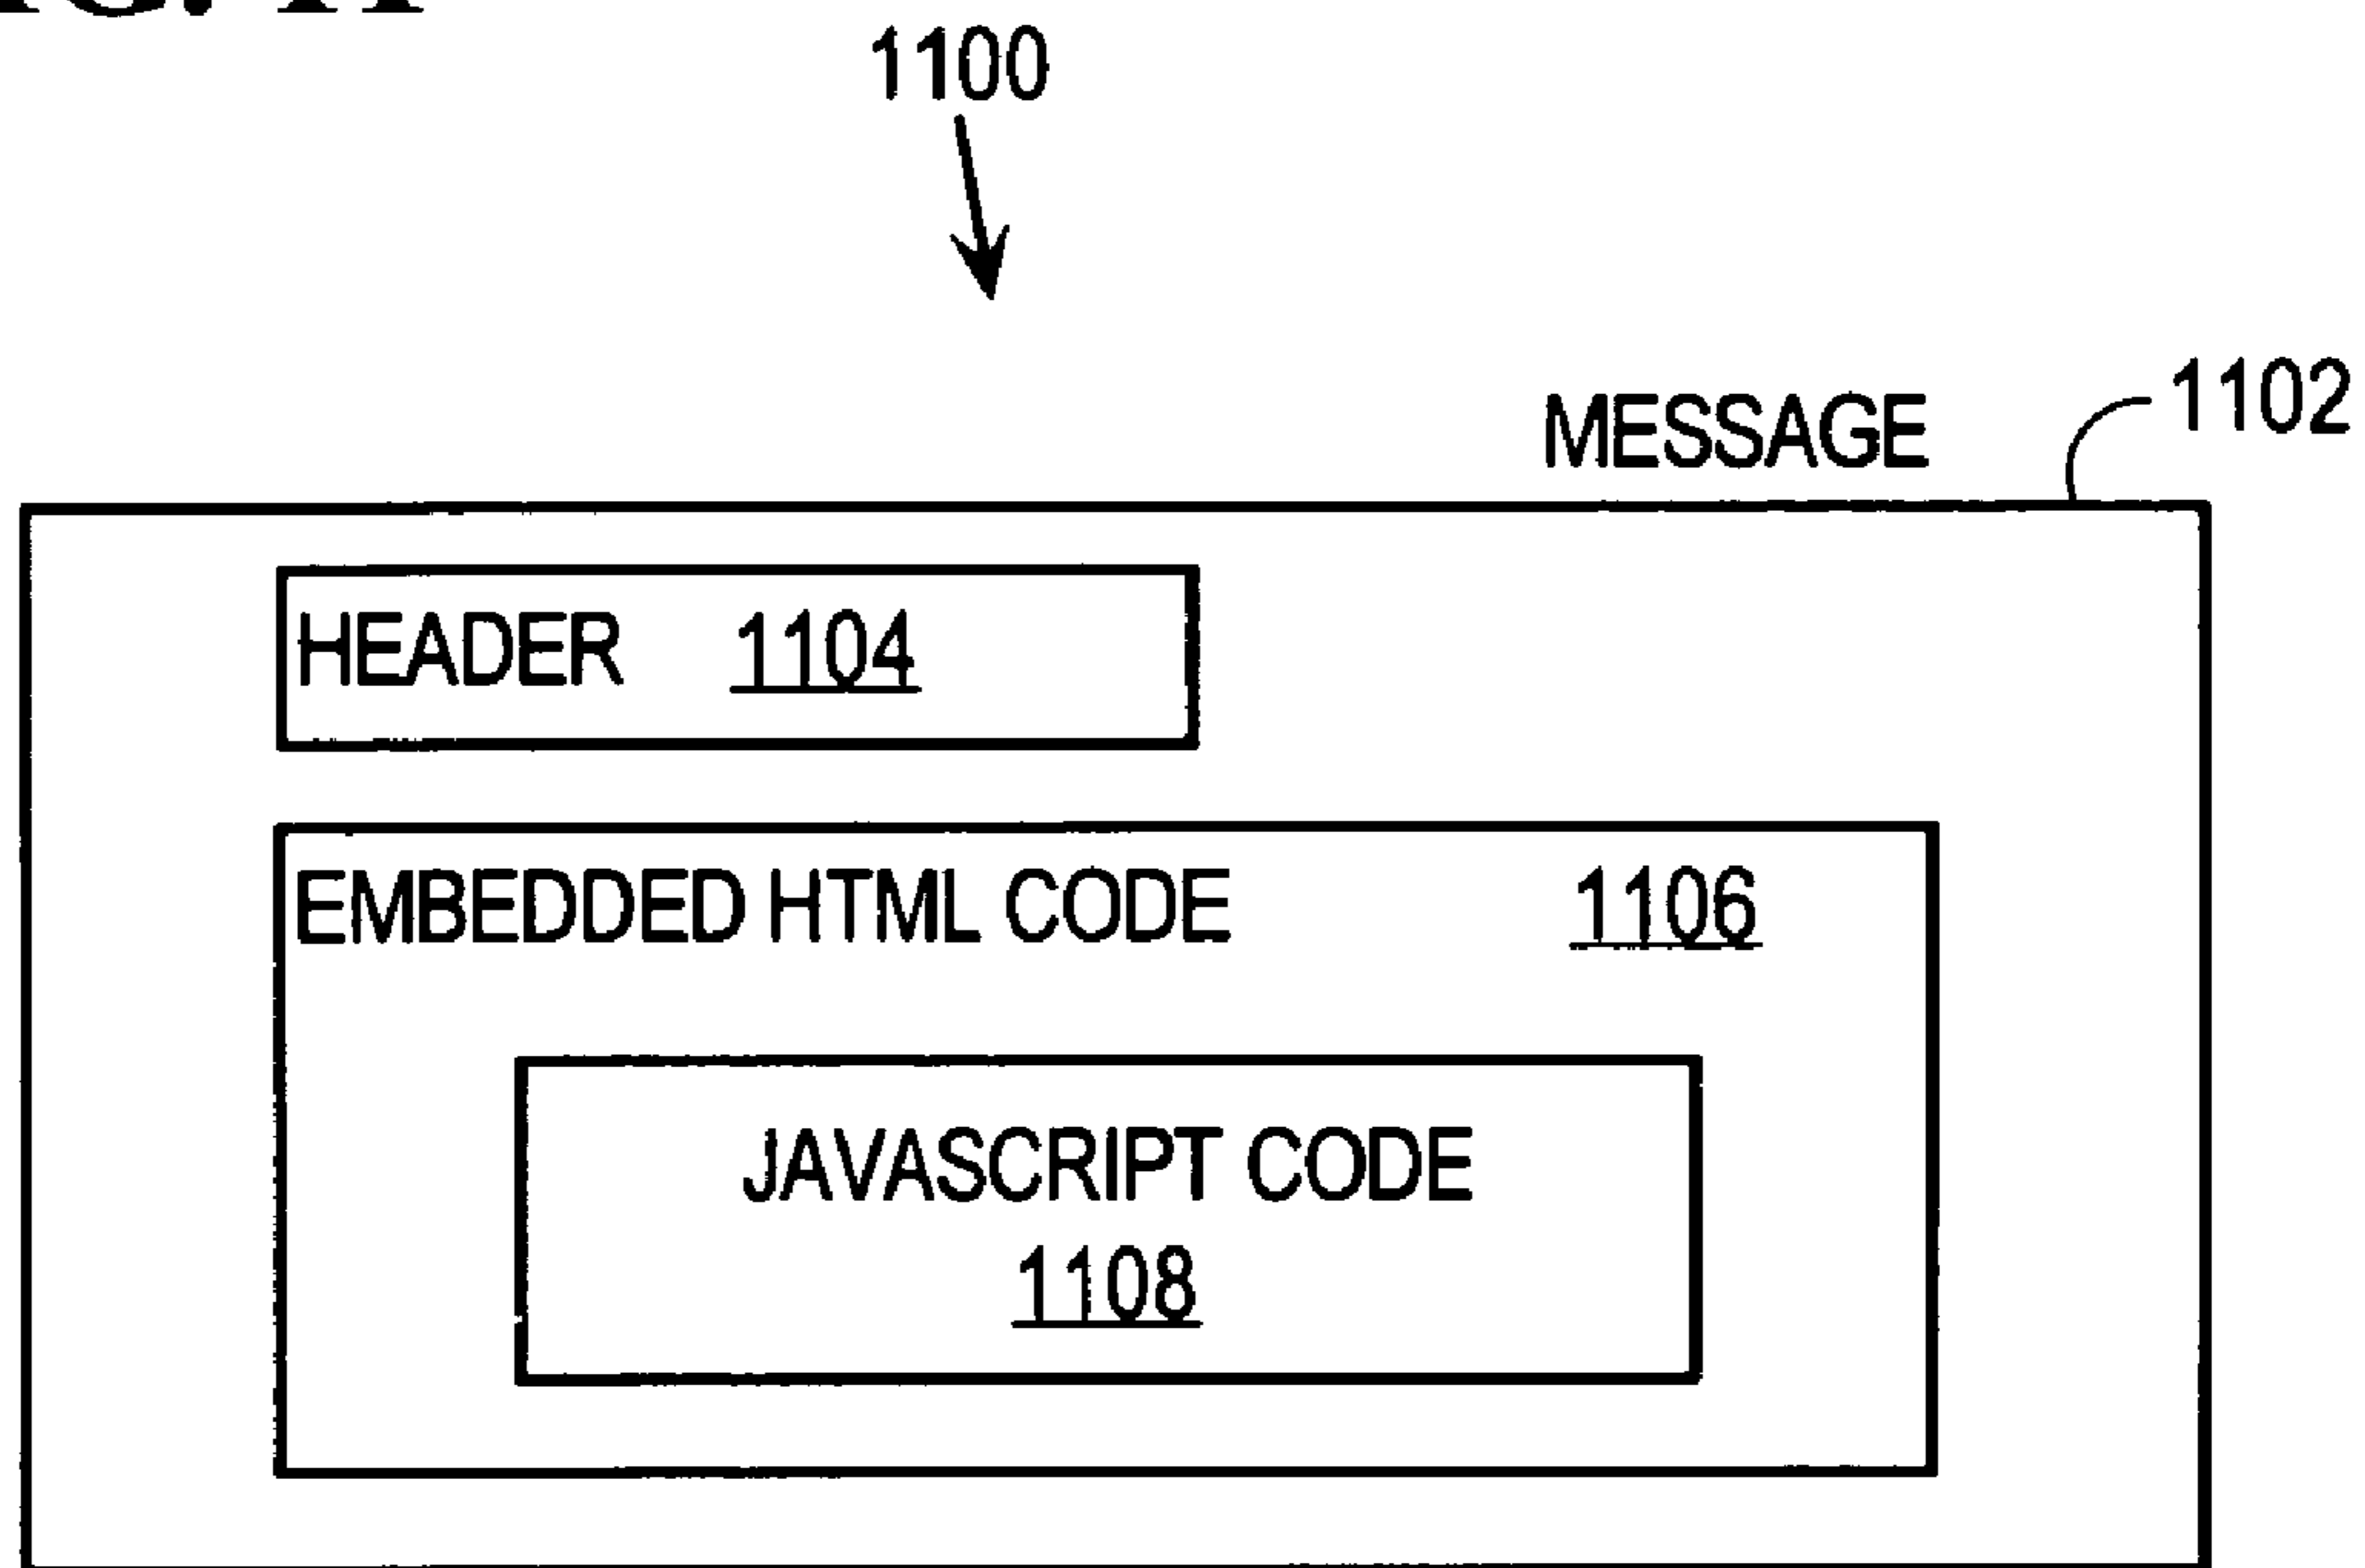 1100
MESSAGE
1102
HEADER 1104
EMBEDDED HTML CODE 1106
JAVASCRIPT CODE
1108